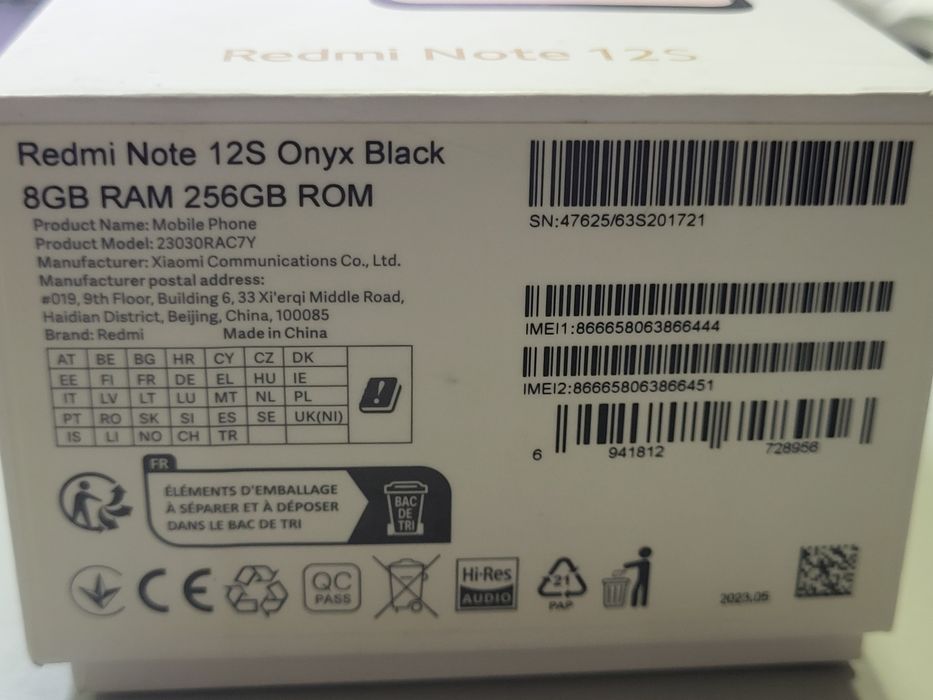 Redmi Note 12S
Redmi Note 12S Onyx Black
8GB RAM 256GB ROM
Product Name: Mobile Phone
Product Model: 23030RAC7Y
Manufacturer: Xiaomi Communications Co., Ltd.
Manufacturer postal address:
#019, 9th Floor, Building 6, 33 Xi'erqi Middle Road,
Haidian District, Beijing, China, 100085
Brand: Redmi Made in China
AT BE BG HR CY CZ DK
EE FI FR DE EL HU IE
IT LV LT LU MT NL PL
PT RO SK SI ES SE UK(NI)
IS LI NO CH TR
!
SN:47625/63S201721
IMEI1:866658063866444
IMEI2:866658063866451
6 941812 728956
FR
ÉLÉMENTS D'EMBALLAGE
À SÉPARER ET À DÉPOSER
DANS LE BAC DE TRI
BAC
DE
TRI
CE
QC
PASS
Hi-Res
AUDIO
21
PAP
2023.05